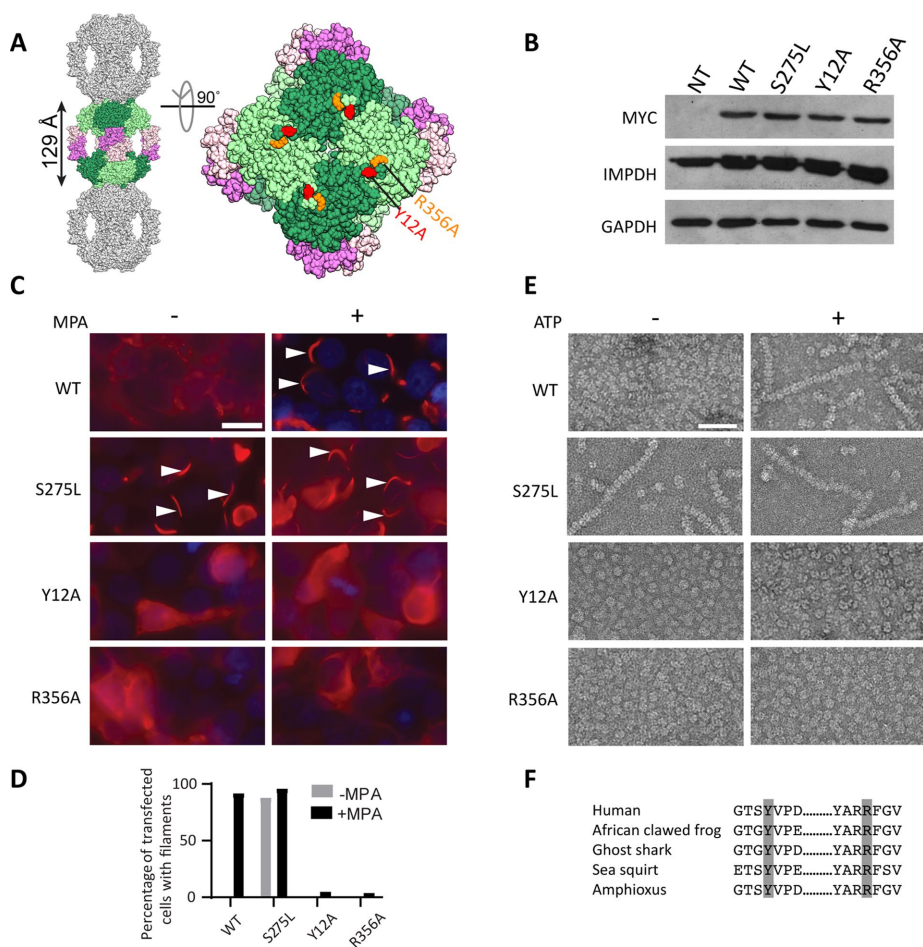 A
129 Å
90°
R356A
Y12A
B
NT WT S275L Y12A R356A
MYC
IMPDH
GAPDH
C
MPA - +
WT
S275L
Y12A
R356A
E
ATP - +
WT
S275L
Y12A
R356A
D
Percentage of transfected
cells with filaments
100
50
0
-MPA
+MPA
WT S275L Y12A R356A
F
Human GTSYVPD.........YARRFGV
African clawed frog GTGYVPE.........YARRFGV
Ghost shark GTGYVPD.........YARRFGV
Sea squirt ETSYVPE.........YARRFSV
Amphioxus GTSYVPD.........YARRFGV